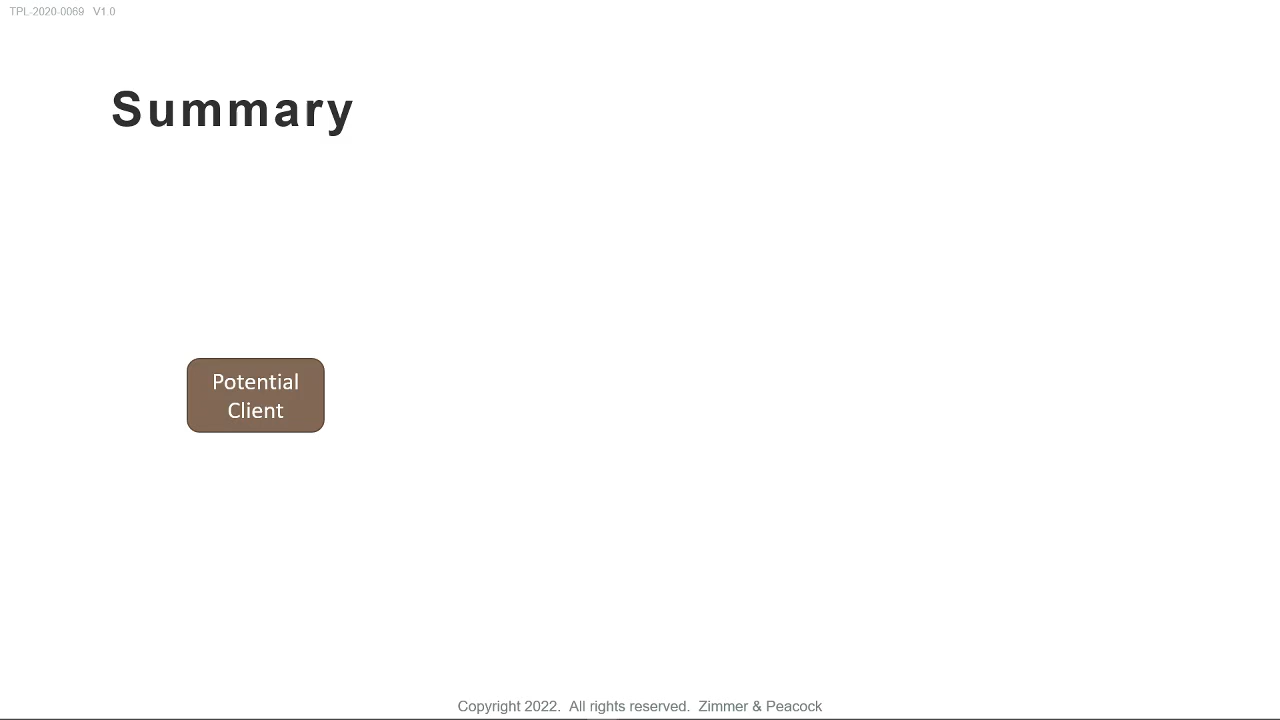 TPL-2020-0069 V1.0
Summary
Potential
Client
Copyright 2022. All rights reserved. Zimmer & Peacock